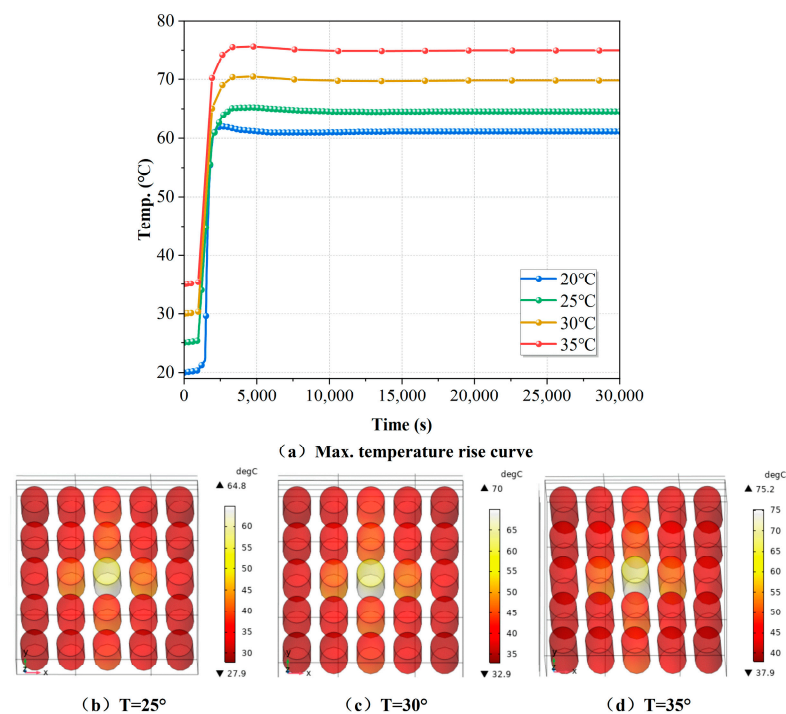 80
70
60
50
40
30
20
Temp. (℃)
20℃
25℃
30℃
35℃
0 5,000 10,000 15,000 20,000 25,000 30,000
Time (s)
（a）Max. temperature rise curve
degC
▲ 64.8
60
55
50
45
40
35
30
▼ 27.9
y
z x
degC
▲ 70
70
65
60
55
50
45
40
35
▼ 32.9
y
z x
degC
▲ 75.2
75
70
65
60
55
50
45
40
▼ 37.9
y
z x
（b）T=25°
（c）T=30°
（d）T=35°